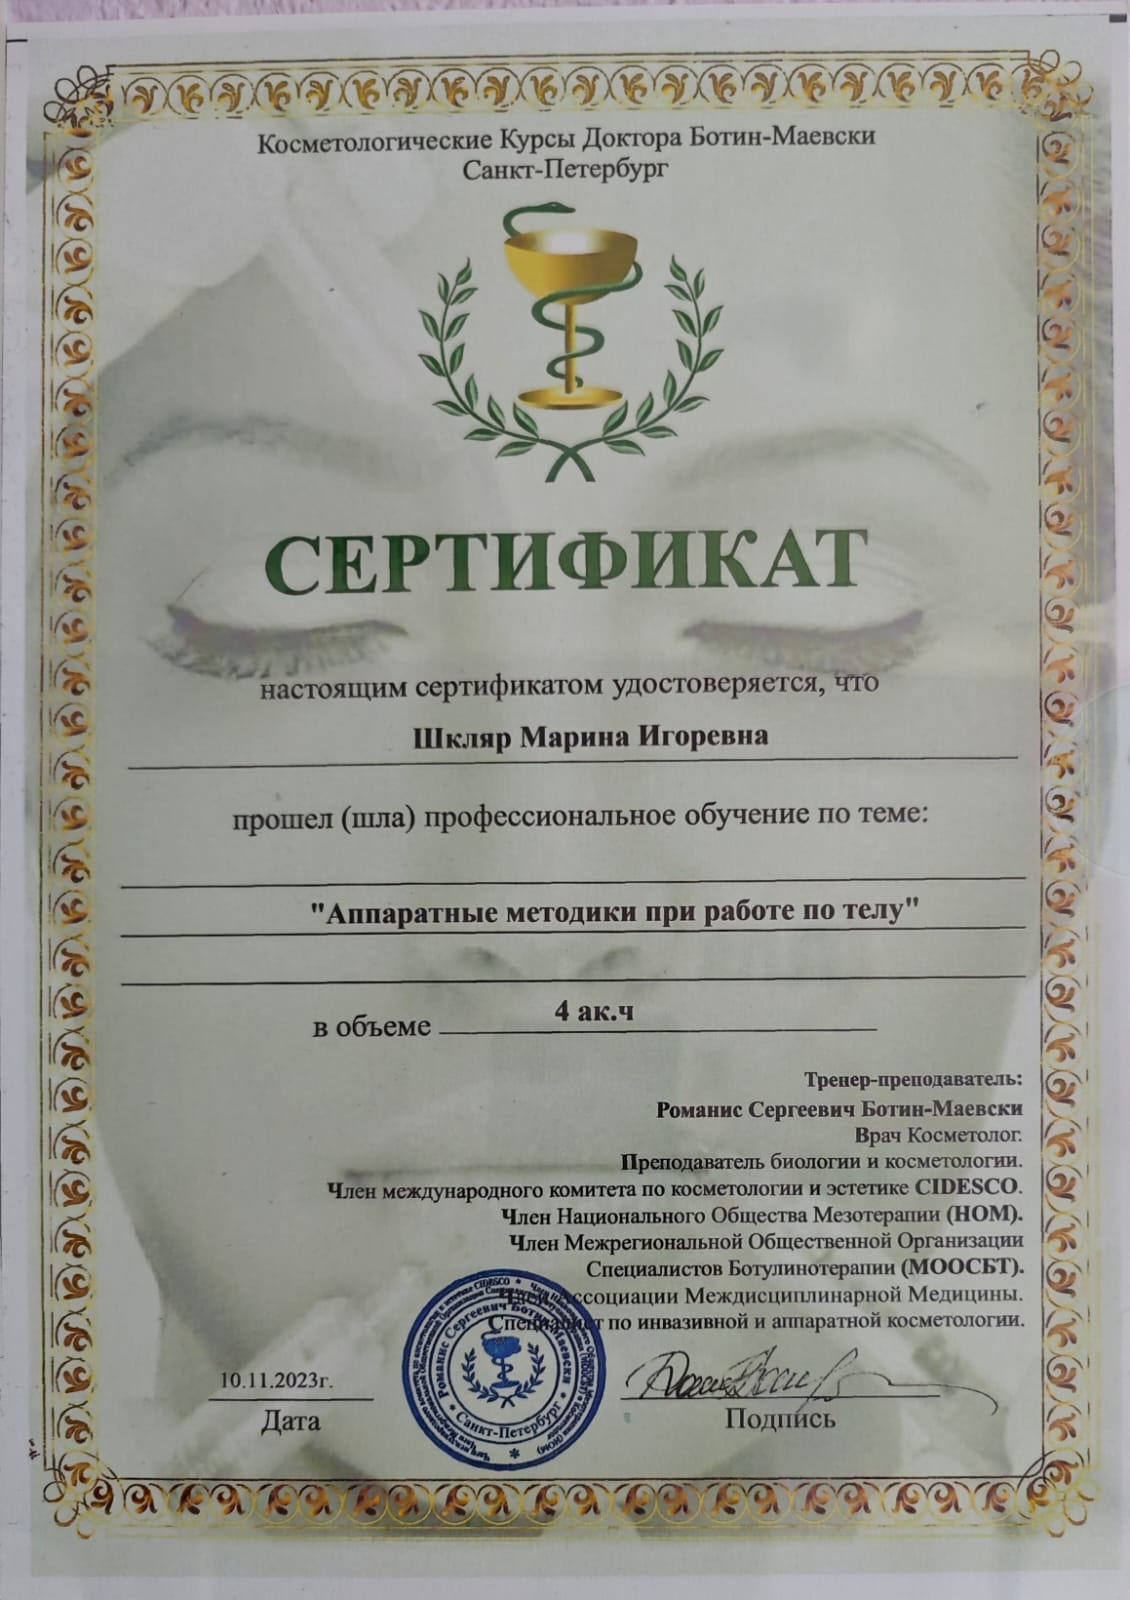 Косметологические Курсы Доктора Ботин-Маевски
Санкт-Петербург
СЕРТИФИКАТ
настоящим сертификатом удостоверяется, что
Шкляр Марина Игоревна
прошел (шла) профессиональное обучение по теме:
"Аппаратные методики при работе по телу"
в объеме 4 ак.ч
Тренер-преподаватель:
Романис Сергеевич Ботин-Маевски
Врач Косметолог.
Преподаватель биологии и косметологии.
Член международного комитета по косметологии и эстетике CIDESCO.
Член Национального Общества Мезотерапии (НОМ).
Член Межрегиональной Общественной Организации
Специалистов Ботулинотерапии (МООСБТ).
Член Ассоциации Междисциплинарной Медицины.
Специалист по инвазивной и аппаратной косметологии.
Романис Сергеевич Ботин-Маевски
Санкт-Петербург
10.11.2023г.
Дата
Подпись